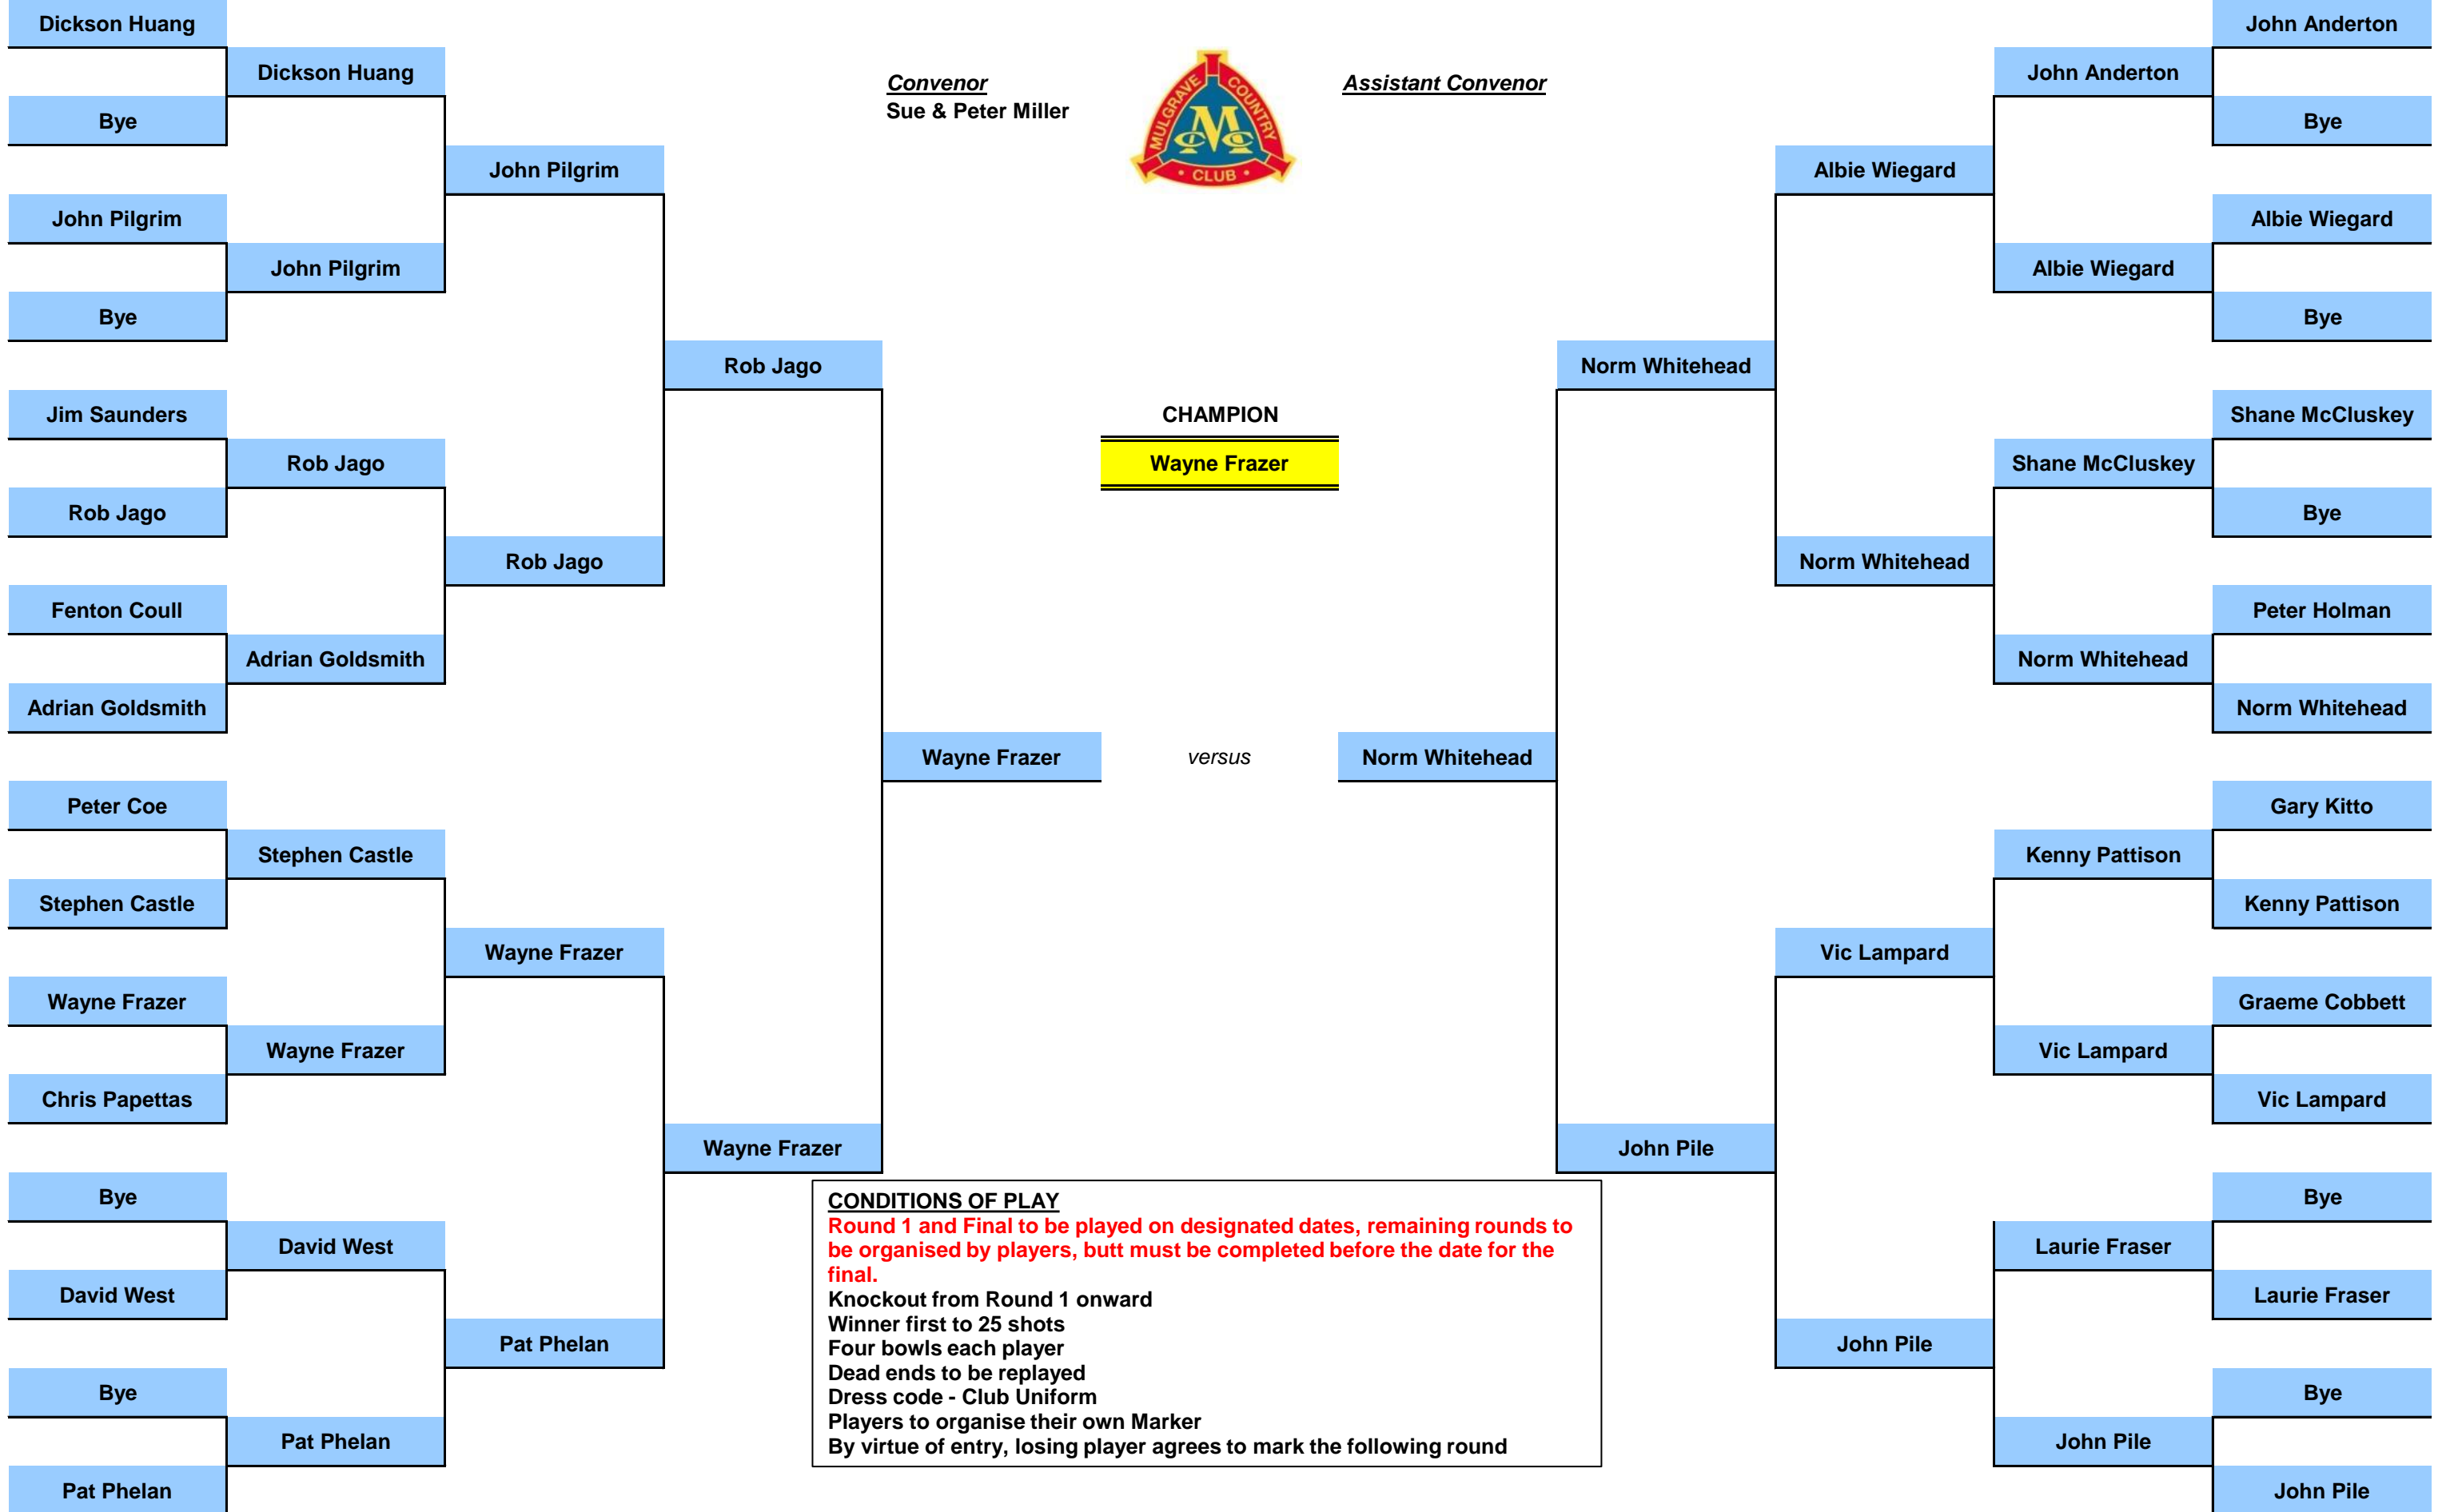 Dickson Huang
Bye
John Pilgrim
Bye
Jim Saunders
Rob Jago
Fenton Coull
Adrian Goldsmith
Peter Coe
Stephen Castle
Wayne Frazer
Chris Papettas
Bye
David West
Bye
Pat Phelan
Dickson Huang
John Pilgrim
Rob Jago
Adrian Goldsmith
Stephen Castle
Wayne Frazer
David West
Pat Phelan
John Pilgrim
Rob Jago
Wayne Frazer
Pat Phelan
Rob Jago
Wayne Frazer
Wayne Frazer
Convenor
Sue & Peter Miller
MULGRAVE COUNTRY
MCC
• CLUB •
Assistant Convenor
CHAMPION
Wayne Frazer
versus
Norm Whitehead
Norm Whitehead
John Pile
Albie Wiegard
Norm Whitehead
Vic Lampard
John Pile
John Anderton
Albie Wiegard
Shane McCluskey
Norm Whitehead
Kenny Pattison
Vic Lampard
Laurie Fraser
John Pile
John Anderton
Bye
Albie Wiegard
Bye
Shane McCluskey
Bye
Peter Holman
Norm Whitehead
Gary Kitto
Kenny Pattison
Graeme Cobbett
Vic Lampard
Bye
Laurie Fraser
Bye
John Pile
CONDITIONS OF PLAY
Round 1 and Final to be played on designated dates, remaining rounds to
be organised by players, butt must be completed before the date for the
final.
Knockout from Round 1 onward
Winner first to 25 shots
Four bowls each player
Dead ends to be replayed
Dress code - Club Uniform
Players to organise their own Marker
By virtue of entry, losing player agrees to mark the following round